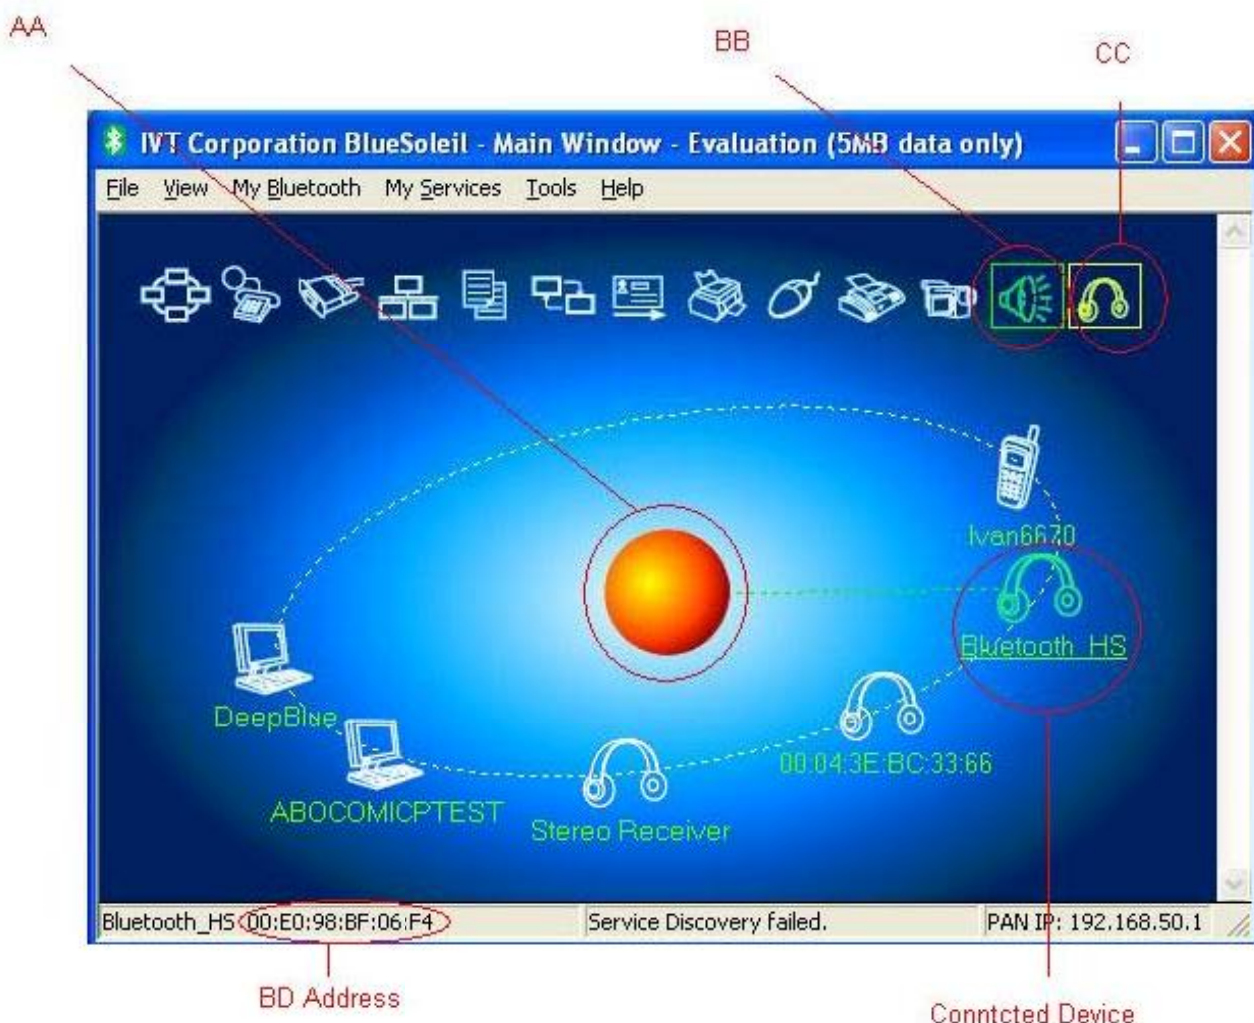 AA
BB
CC
IVT Corporation BlueSoleil - Main Window - Evaluation (5MB data only)
File View My Bluetooth My Services Tools Help
Ivan6670
Bluetooth_HS
DeepBlue
00:04:3E:BC:33:66
ABOCOMICPTEST
Stereo Receiver
Bluetooth_HS 00:E0:98:BF:06:F4 Service Discovery failed. PAN IP: 192.168.50.1
BD Address
Conntcted Device